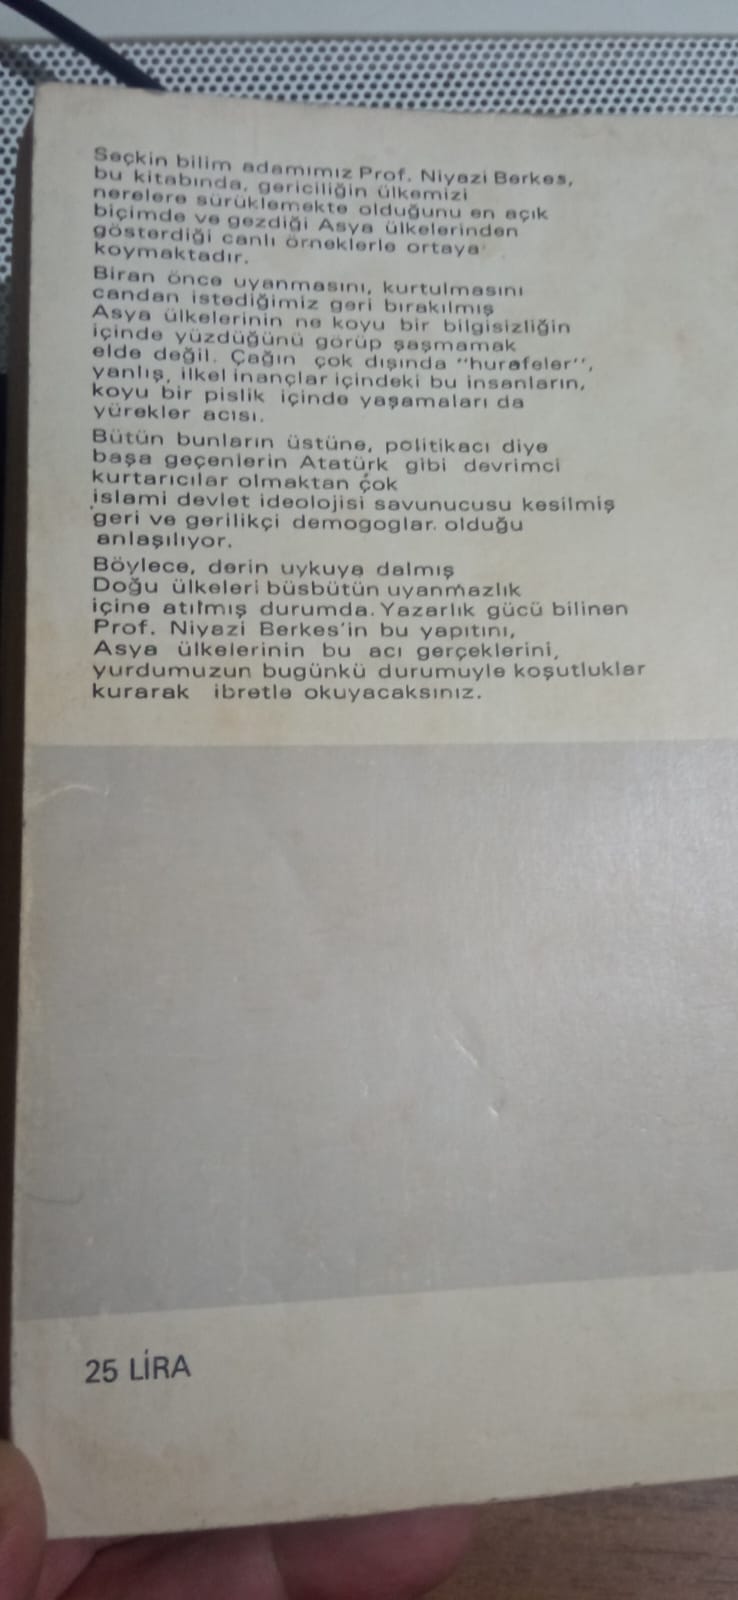 Seçkin bilim adamımız Prof. Niyazi Berkes,
bu kitabında, gericiliğin ülkemizi
nerelere sürüklemekte olduğunu en açık
biçimde ve gezdiği Asya ülkelerinden
gösterdiği canlı örneklerle ortaya
koymaktadır.
Biran önce uyanmasını, kurtulmasını
candan istediğimiz geri bırakılmış
Asya ülkelerinin ne koyu bir bilgisizliğin
içinde yüzdüğünü görüp şaşmamak
elde değil. Çağın çok dışında "hurafeler",
yanlış, ilkel inançlar içindeki bu insanların,
koyu bir pislik içinde yaşamaları da
yürekler acısı.
Bütün bunların üstüne, politikacı diye
başa geçenlerin Atatürk gibi devrimci
kurtarıcılar olmaktan çok
islami devlet ideolojisi savunucusu kesilmiş
geri ve gerilikçi demogoglar. olduğu
anlaşılıyor.
Böylece, derin uykuya dalmış
Doğu ülkeleri büsbütün uyanmazlık
içine atılmış durumda. Yazarlık gücü bilinen
Prof. Niyazi Berkes'in bu yapıtını,
Asya ülkelerinin bu acı gerçeklerini,
yurdumuzun bugünkü durumuyle koşutluklar
kurarak ibretle okuyacaksınız.
25 LİRA